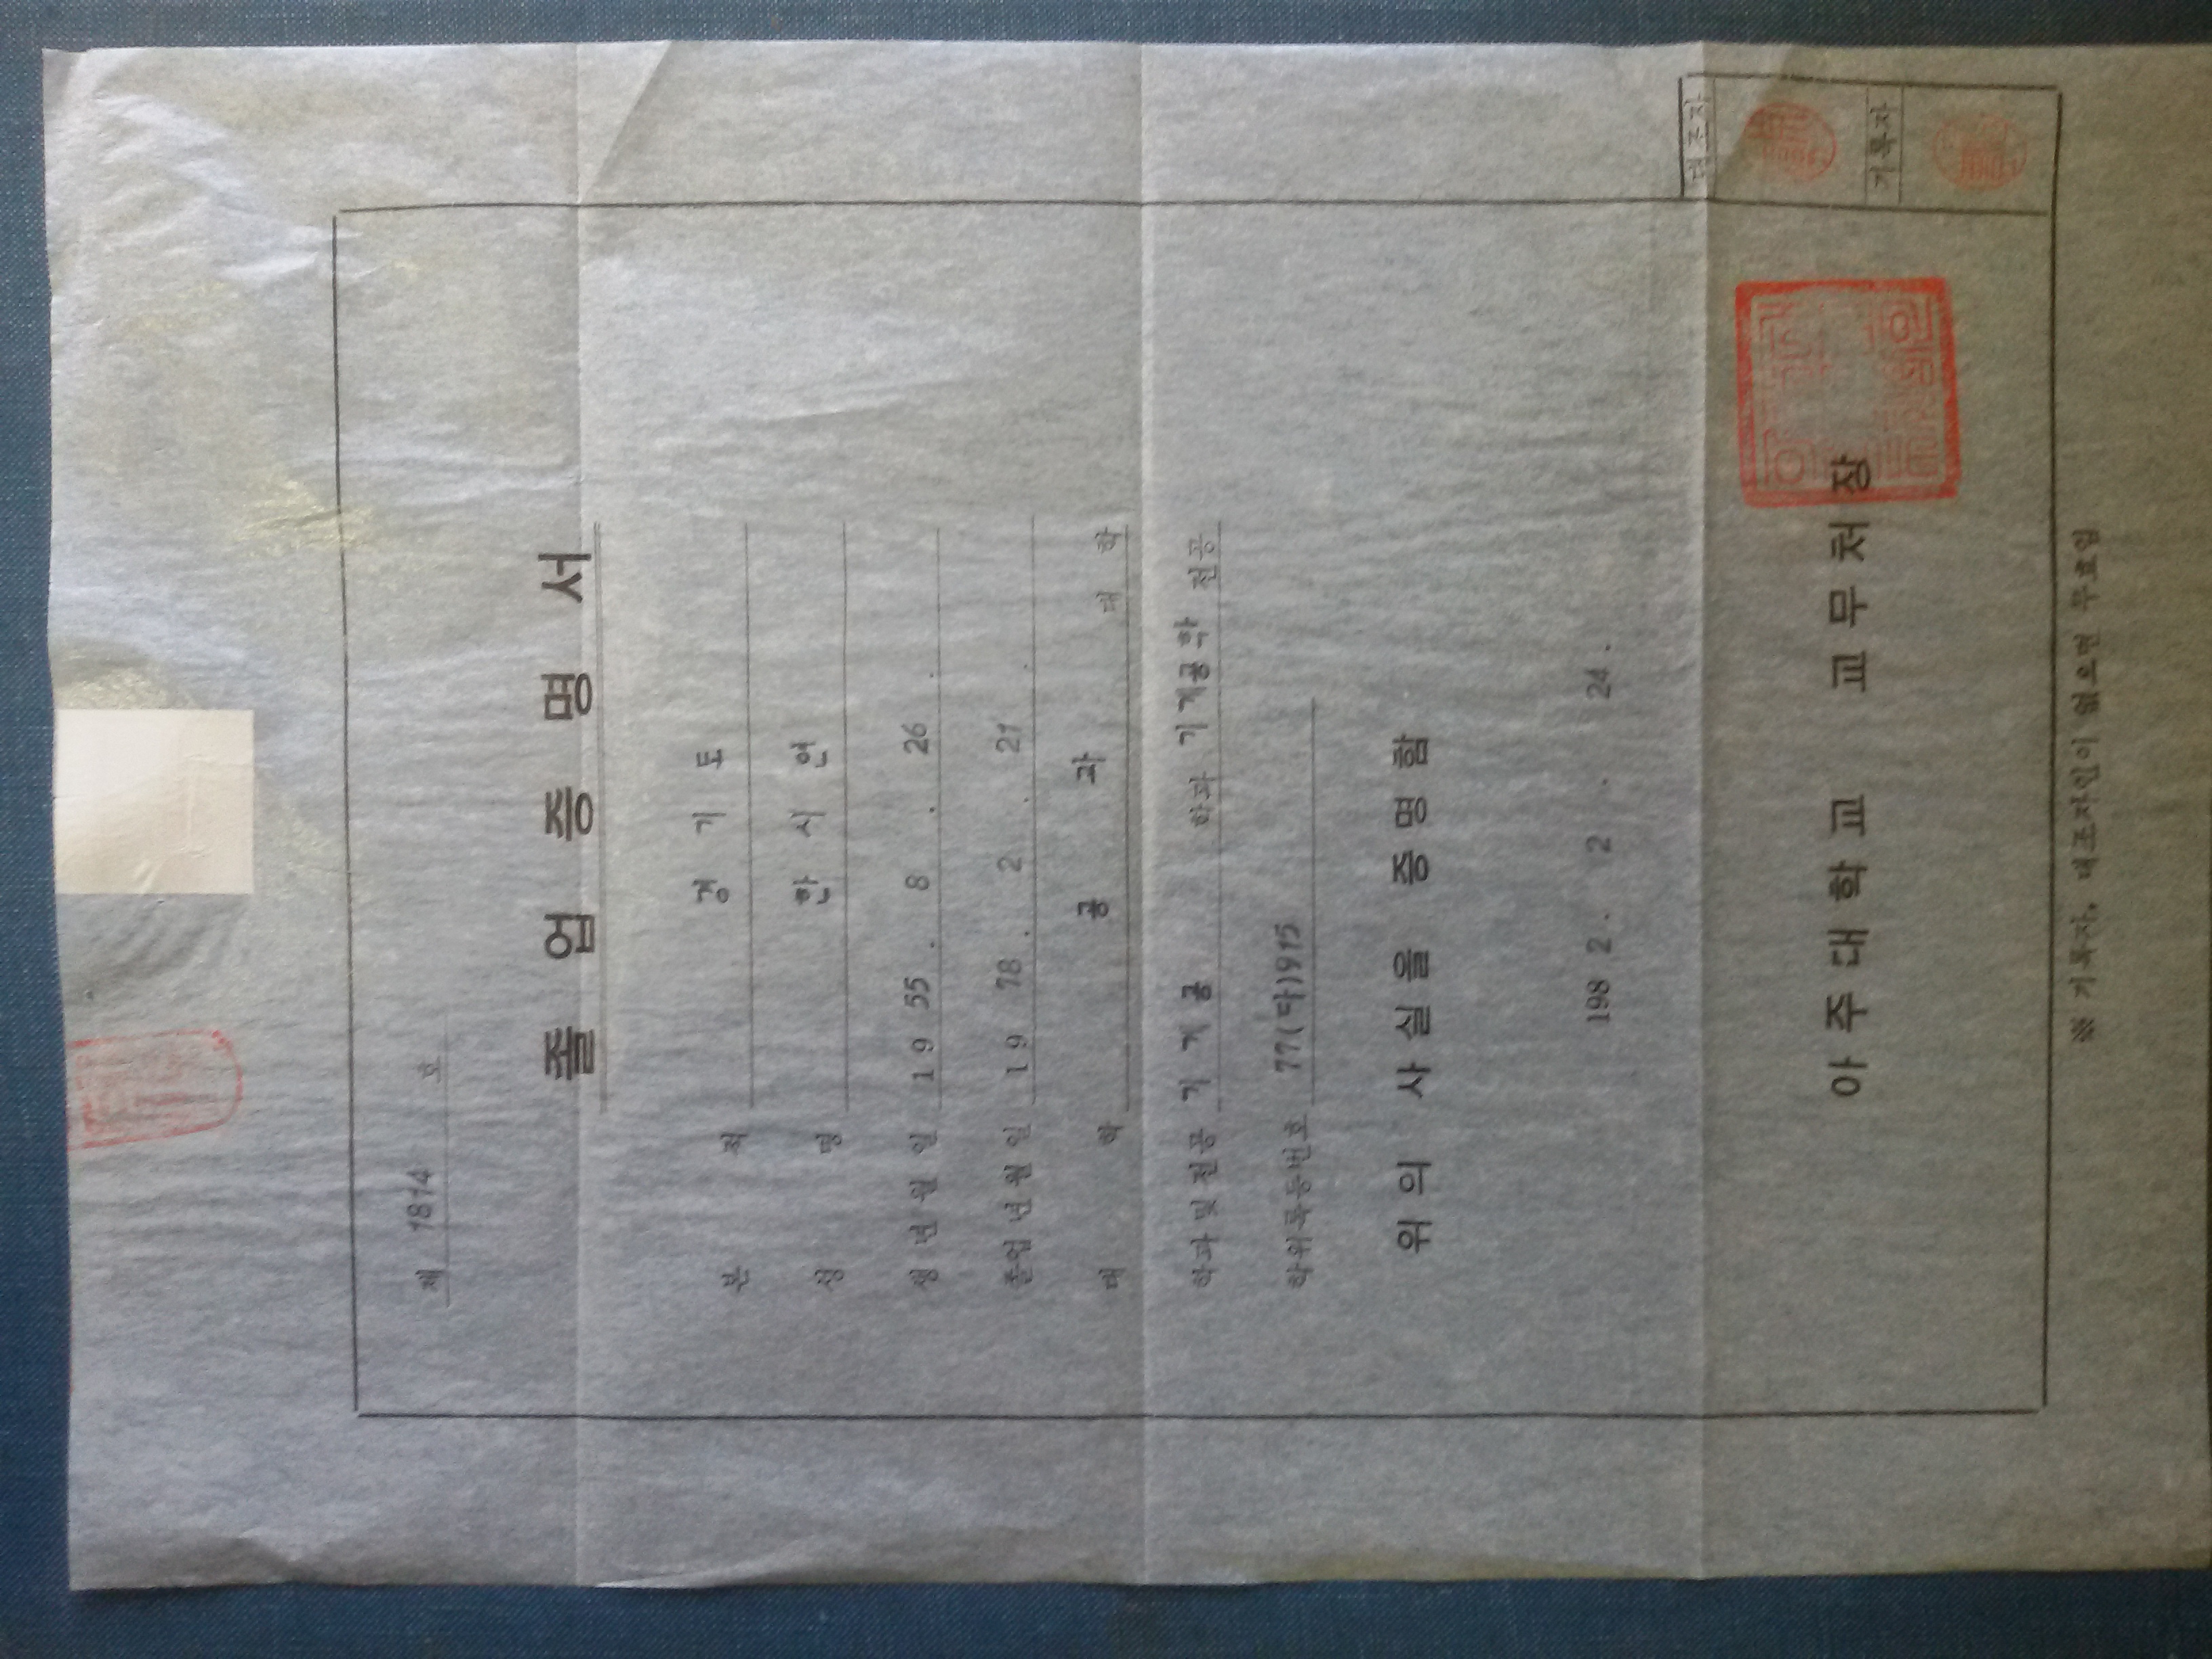 제 1814 호
졸업증명서
본 적 경 기 도
성 명 한 시 연
생년월일 19 55 . 8 . 26 .
졸업년월일 19 78 . 2 . 21 .
대 학 공 과 대 학
학과및전공 기계공 학과 기계공학 전공
학위등록번호 77(다)915
위의 사실을 증명함
198 2 . 2 . 24 .
아주대학교 교무처장
대조자
기록자
※ 기록자, 대조자인이 없으면 무효임